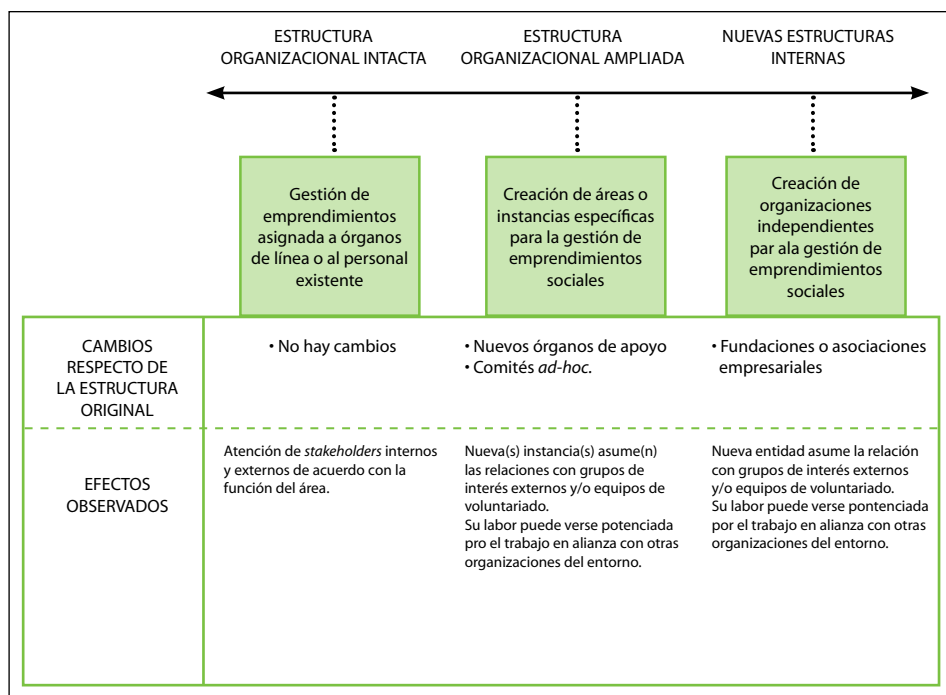 ESTRUCTURA
ORGANIZACIONAL INTACTA
ESTRUCTURA
ORGANIZACIONAL AMPLIADA
NUEVAS ESTRUCTURAS
INTERNAS
Gestión de
emprendimientos
asignada a órganos
de línea o al personal
existente
Creación de áreas o
instancias específicas
para la gestión de
emprendimientos
sociales
Creación de
organizaciones
independientes
par ala gestión de
emprendimientos
sociales
CAMBIOS
RESPECTO DE
LA ESTRUCTURA
ORIGINAL
• No hay cambios
• Nuevos órganos de apoyo
• Comités ad-hoc.
• Fundaciones o asociaciones
empresariales
EFECTOS
OBSERVADOS
Atención de stakeholders internos
y externos de acuerdo con la
función del área.
Nueva(s) instancia(s) asume(n)
las relaciones con grupos de
interés externos y/o equipos de
voluntariado.
Su labor puede verse potenciada
pro el trabajo en alianza con otras
organizaciones del entorno.
Nueva entidad asume la relación
con grupos de interés externos
y/o equipos de voluntariado.
Su labor puede verse pontenciada
por el trabajo en alianza con otras
organizaciones del entorno.